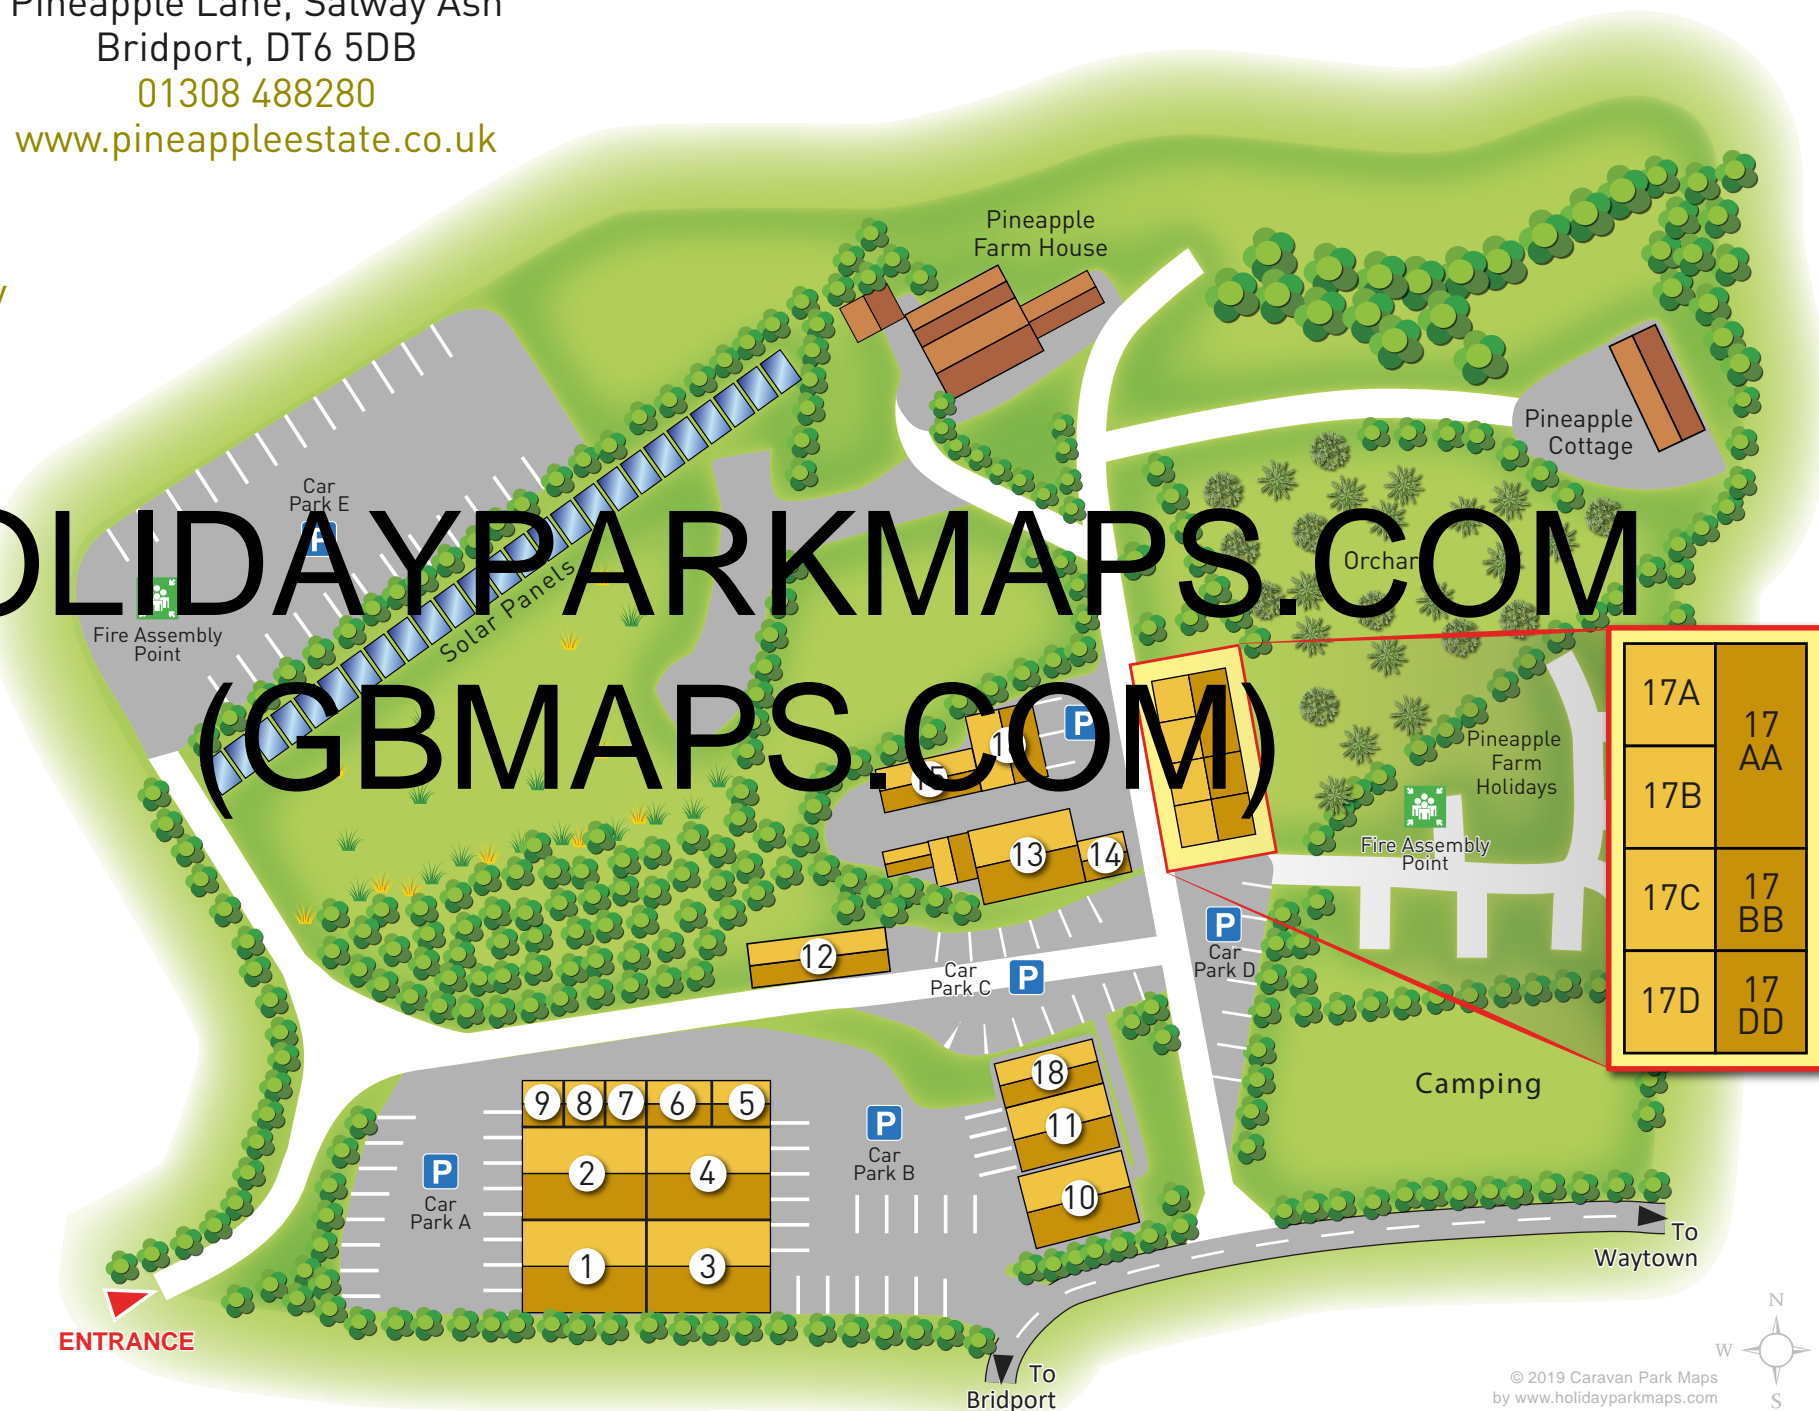 Pineapple Lane, Salway Ash
Bridport, DT6 5DB
01308 488280
www.pineappleestate.co.uk
Pineapple
Farm House
Pineapple
Cottage
Car
Park E
P
Fire Assembly
Point
Solar Panels
Orchar
OLIDAYPARKMAPS.COM
(GBMAPS.COM)
P
15
Pineapple
Farm
Holidays
Fire Assembly
Point
17A
17
AA
17B
17C
17
BB
17D
17
DD
13
14
12
Car
Park C
P
P
Car
Park D
Camping
18
11
10
9
8
7
6
5
2
4
1
3
P
Car
Park A
P
Car
Park B
ENTRANCE
To
Waytown
To
Bridport
N
W
S
© 2019 Caravan Park Maps
by www.holidayparkmaps.com